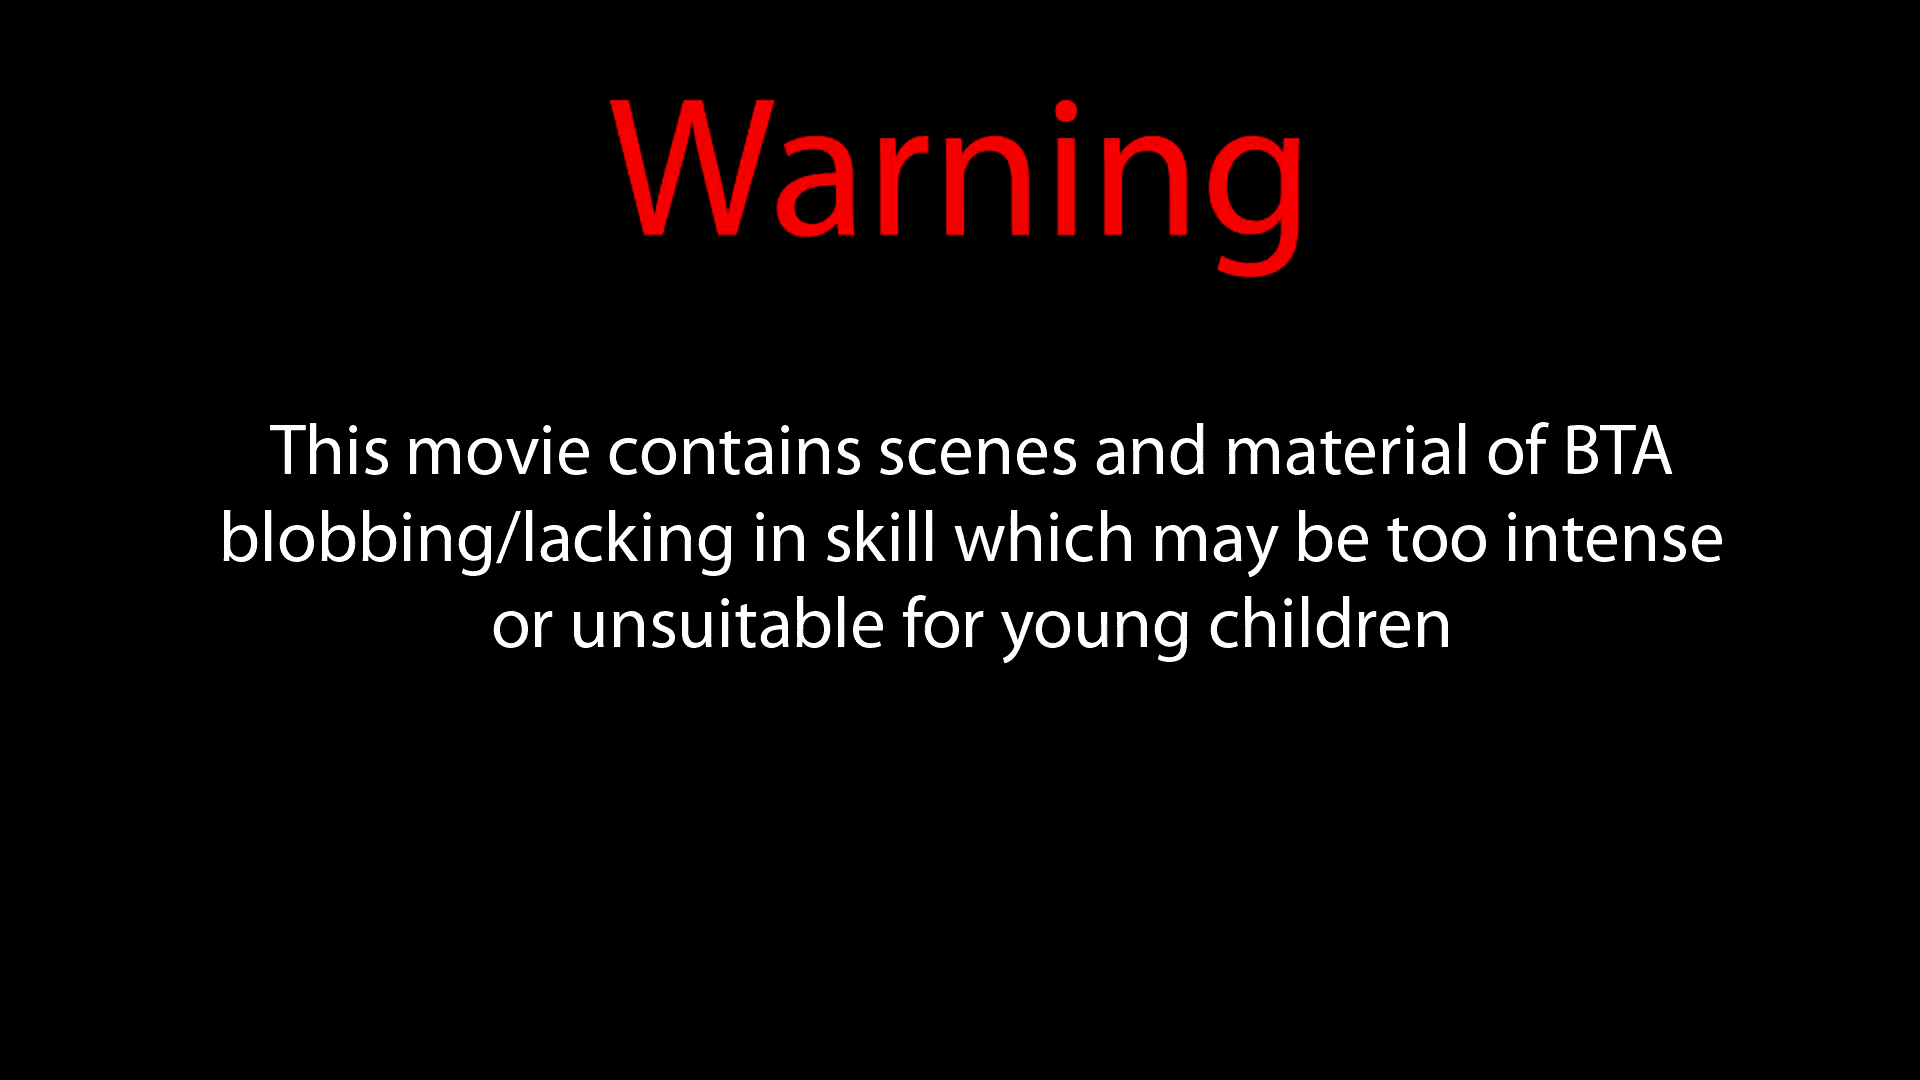 Warning
This movie contains scenes and material of BTA
blobbing/lacking in skill which may be too intense
or unsuitable for young children